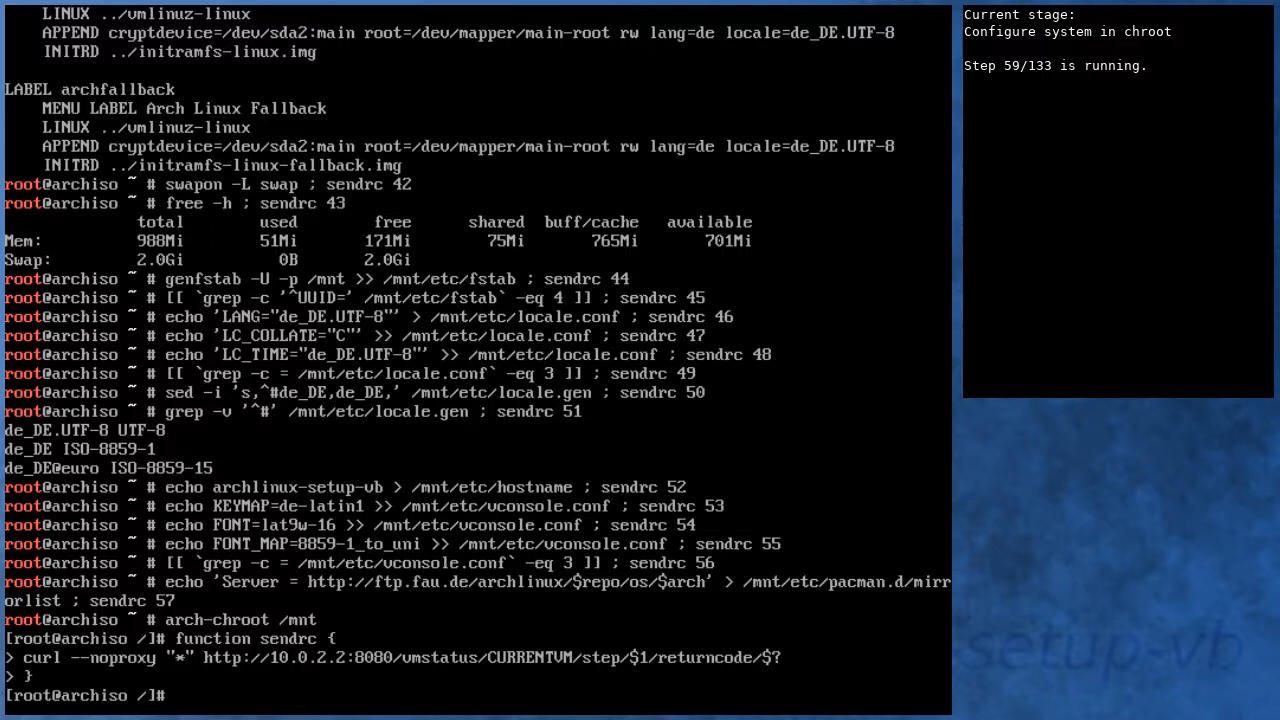 LINUX ../vmlinuz-linux
APPEND cryptdevice=/dev/sda2:main root=/dev/mapper/main-root rw lang=de locale=de_DE.UTF-8
INITRD ../initramfs-linux.img
LABEL archfallback
MENU LABEL Arch Linux Fallback
LINUX ../vmlinuz-linux
APPEND cryptdevice=/dev/sda2:main root=/dev/mapper/main-root rw lang=de locale=de_DE.UTF-8
INITRD ../initramfs-linux-fallback.img
root@archiso ~ # swapon -L swap ; sendrc 42
root@archiso ~ # free -h ; sendrc 43
total used free shared buff/cache available
Mem: 988Mi 51Mi 171Mi 75Mi 765Mi 701Mi
Swap: 2.0Gi 0B 2.0Gi
root@archiso ~ # genfstab -U -p /mnt >> /mnt/etc/fstab ; sendrc 44
root@archiso ~ # [[ `grep -c '^UUID=' /mnt/etc/fstab` -eq 4 ]] ; sendrc 45
root@archiso ~ # echo 'LANG="de_DE.UTF-8"' > /mnt/etc/locale.conf ; sendrc 46
root@archiso ~ # echo 'LC_COLLATE="C"' >> /mnt/etc/locale.conf ; sendrc 47
root@archiso ~ # echo 'LC_TIME="de_DE.UTF-8"' >> /mnt/etc/locale.conf ; sendrc 48
root@archiso ~ # [[ `grep -c = /mnt/etc/locale.conf` -eq 3 ]] ; sendrc 49
root@archiso ~ # sed -i 's,^#de_DE,de_DE,' /mnt/etc/locale.gen ; sendrc 50
root@archiso ~ # grep -v '^#' /mnt/etc/locale.gen ; sendrc 51
de_DE.UTF-8 UTF-8
de_DE ISO-8859-1
de_DE@euro ISO-8859-15
root@archiso ~ # echo archlinux-setup-vb > /mnt/etc/hostname ; sendrc 52
root@archiso ~ # echo KEYMAP=de-latin1 >> /mnt/etc/vconsole.conf ; sendrc 53
root@archiso ~ # echo FONT=lat9w-16 >> /mnt/etc/vconsole.conf ; sendrc 54
root@archiso ~ # echo FONT_MAP=8859-1_to_uni >> /mnt/etc/vconsole.conf ; sendrc 55
root@archiso ~ # [[ `grep -c = /mnt/etc/vconsole.conf` -eq 3 ]] ; sendrc 56
root@archiso ~ # echo 'Server = http://ftp.fau.de/archlinux/$repo/os/$arch' > /mnt/etc/pacman.d/mirr
orlist ; sendrc 57
root@archiso ~ # arch-chroot /mnt
[root@archiso /]# function sendrc {
> curl --noproxy "*" http://10.0.2.2:8080/vmstatus/CURRENTVM/step/$1/returncode/$?
> }
[root@archiso /]#
Current stage:
Configure system in chroot
Step 59/133 is running.
setup-vb